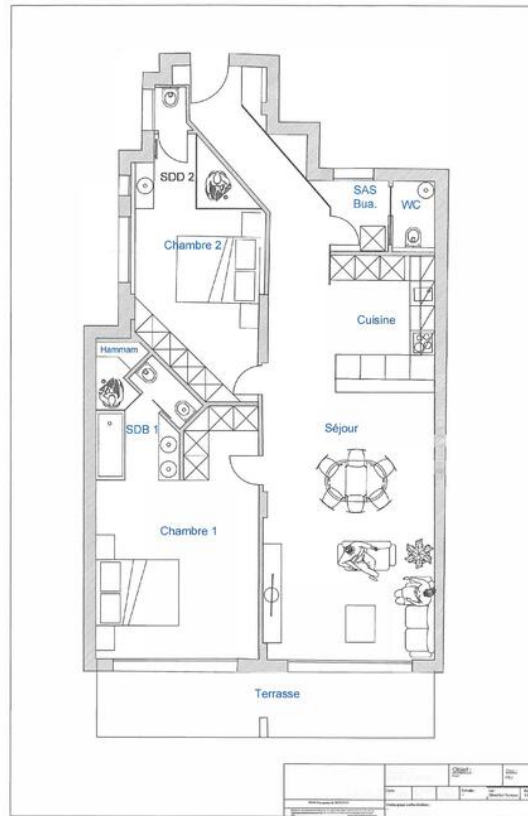 SDD 2
SAS
Bua.
WC
Chambre 2
Cuisine
Hammam
SDB 1
Séjour
Chambre 1
Terrasse
Objet :